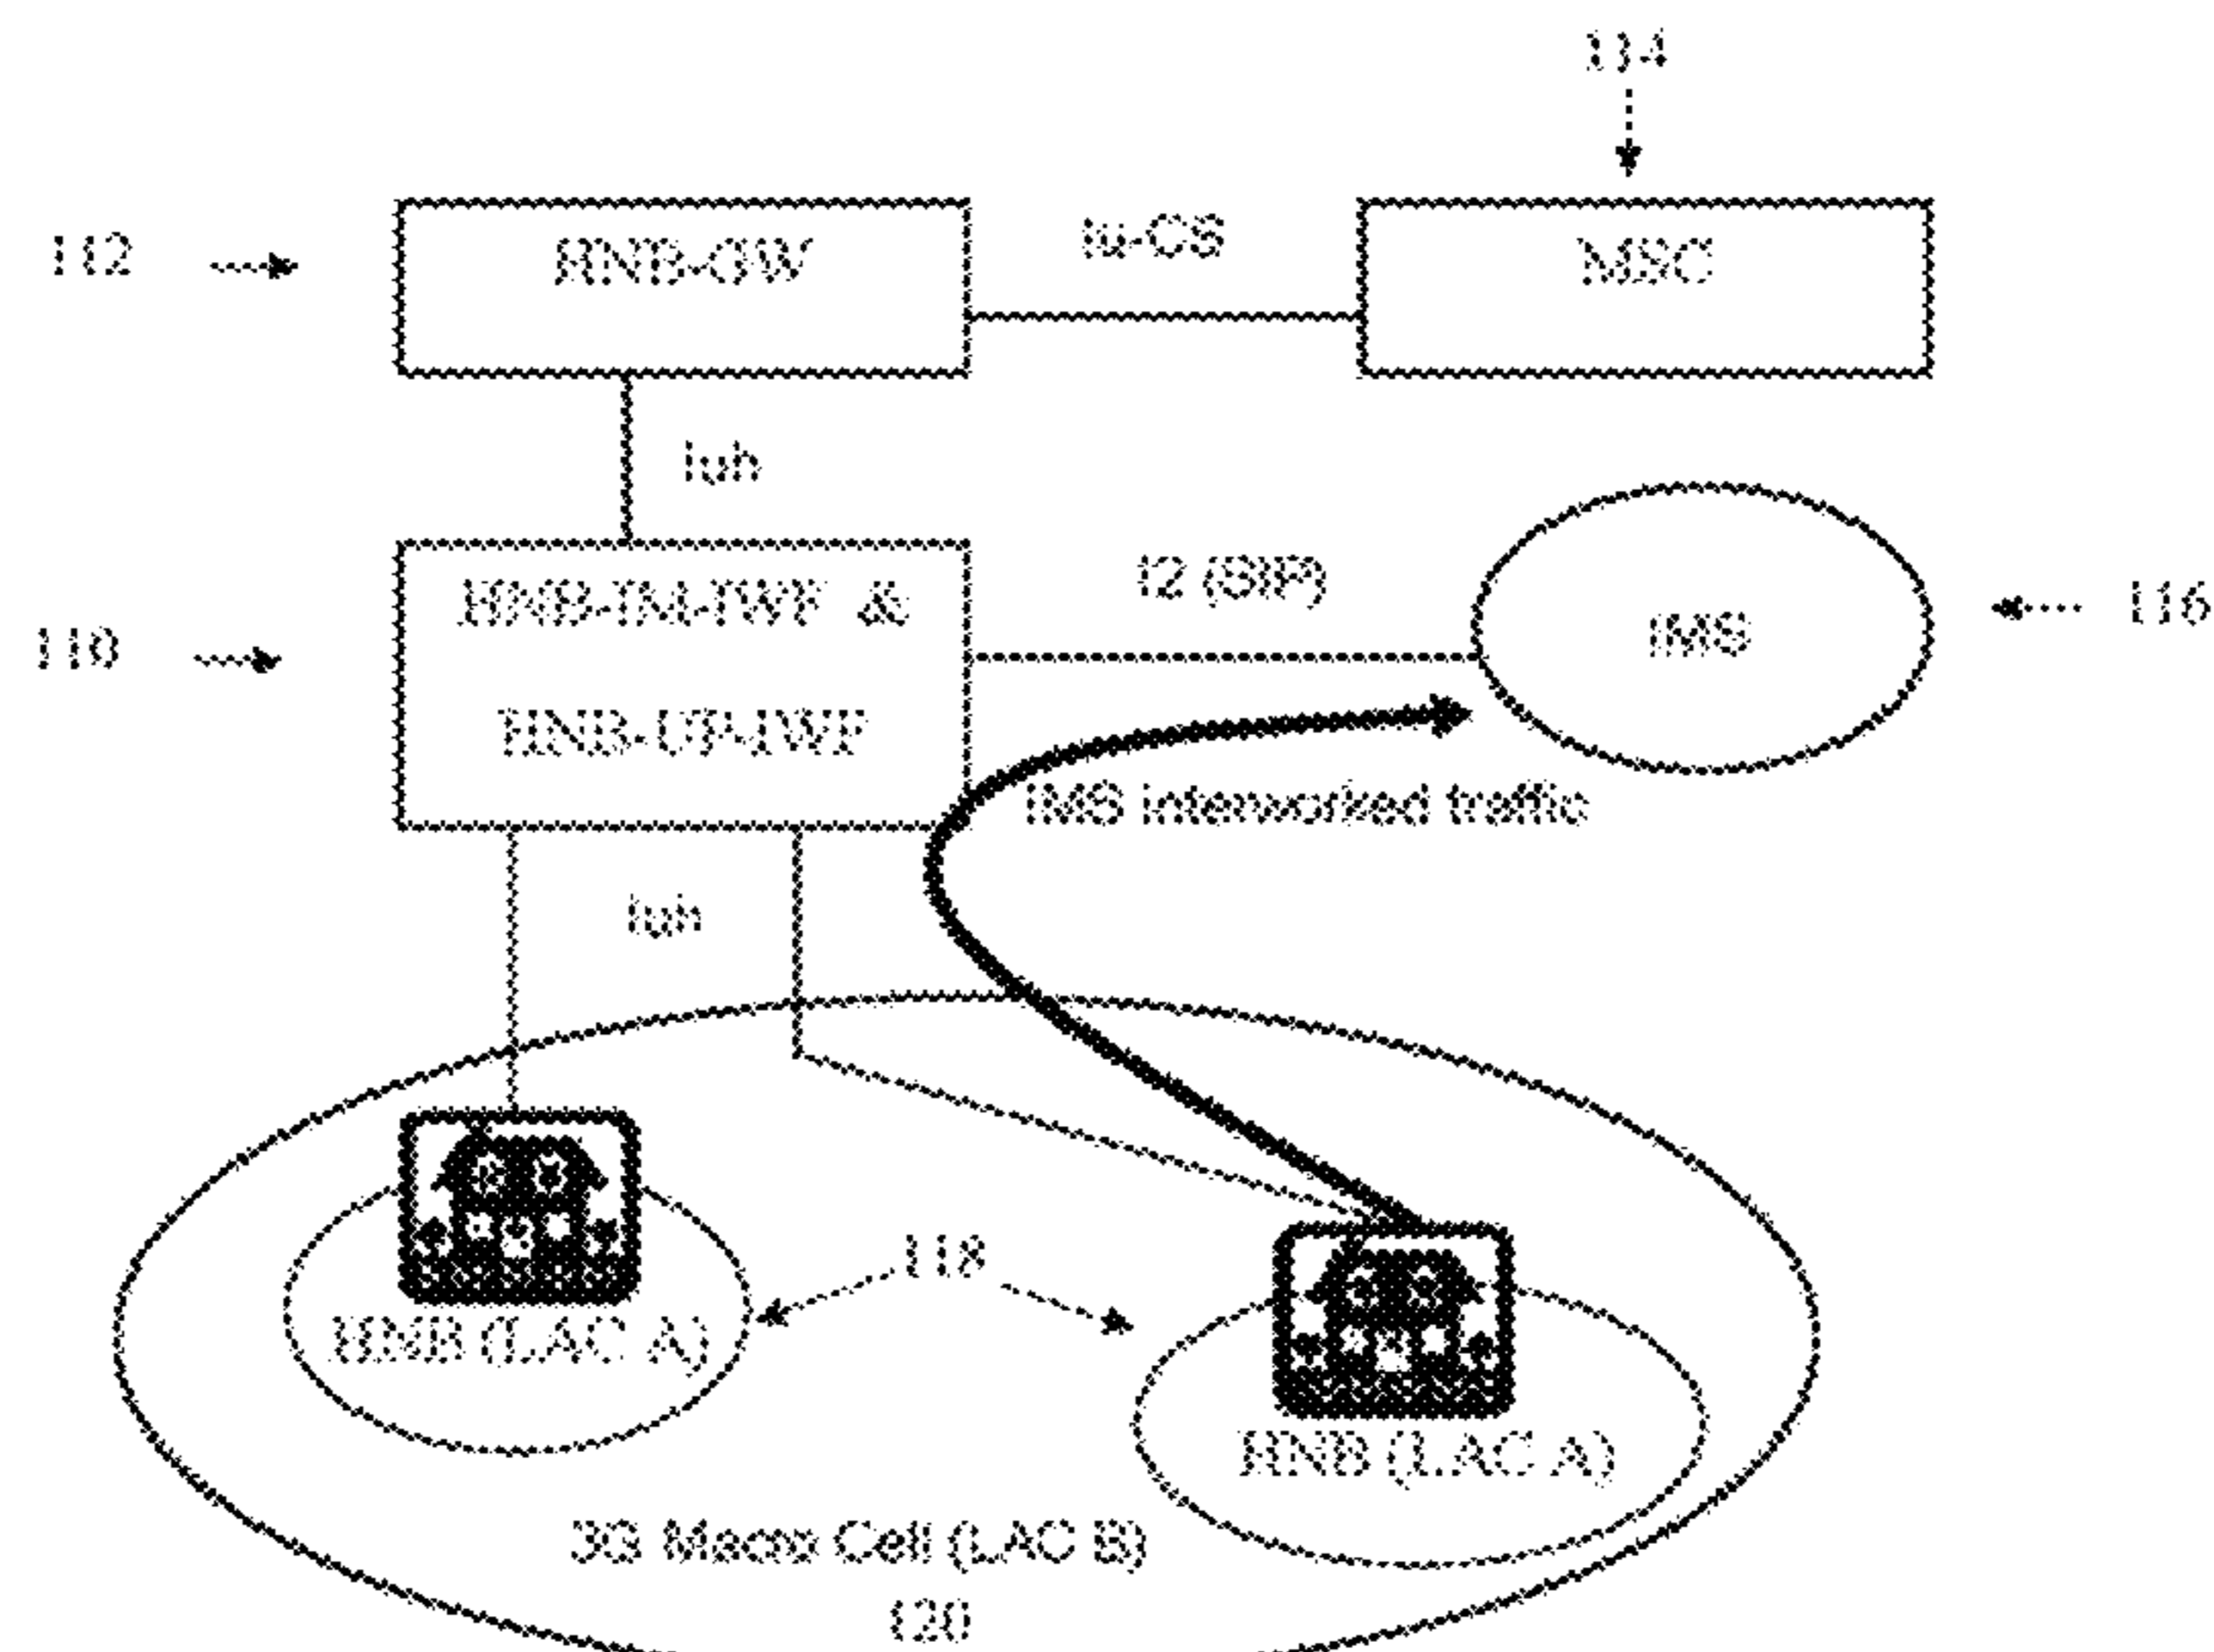 114
112
HNB-GW
Iu-CS
MSC
Iuh
HNB-IM-IWF &
I2 (SIP)
IMS
116
110
HNB-UP-IWF
IMS interworked traffic
Iuh
118
HNB (LAC A)
HNB (LAC A)
3G Macro Cell (LAC B)
120